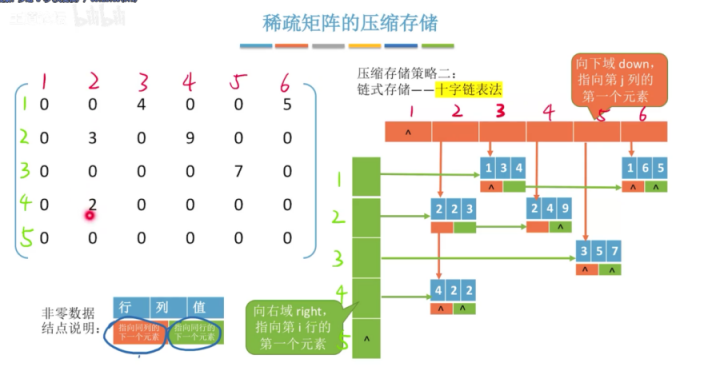 稀疏矩阵的压缩存储
1 2 3 4 5 6
1 0 0 4 0 0 5
2 0 3 0 9 0 0
3 0 0 0 0 7 0
4 0 2 0 0 0 0
5 0 0 0 0 0 0
压缩存储策略二：
链式存储——十字链表法
向下域 down，
指向第 j 列的
第一个元素
1 2 3 4 5 6
^
1
1 3 4
^
1 6 5
^ ^
2
2 2 3
2 4 9
^
3
3 5 7
^ ^
4
4 2 2
^ ^
5
^
向右域 right，
指向第 i 行的
第一个元素
非零数据
结点说明：
行 列 值
指向同列的
下一个元素
指向同行的
下一个元素